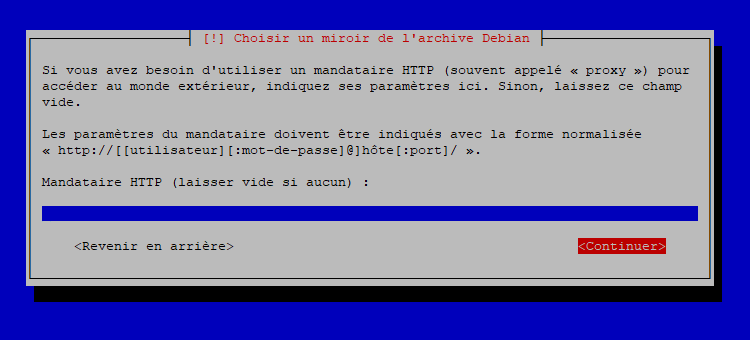 [!] Choisir un miroir de l'archive Debian
Si vous avez besoin d'utiliser un mandataire HTTP (souvent appelé « proxy ») pour
accéder au monde extérieur, indiquez ses paramètres ici. Sinon, laissez ce champ
vide.
Les paramètres du mandataire doivent être indiqués avec la forme normalisée
« http://[[utilisateur][:mot-de-passe]@]hôte[:port]/ ».
Mandataire HTTP (laisser vide si aucun) :
<Revenir en arrière> <Continuer>